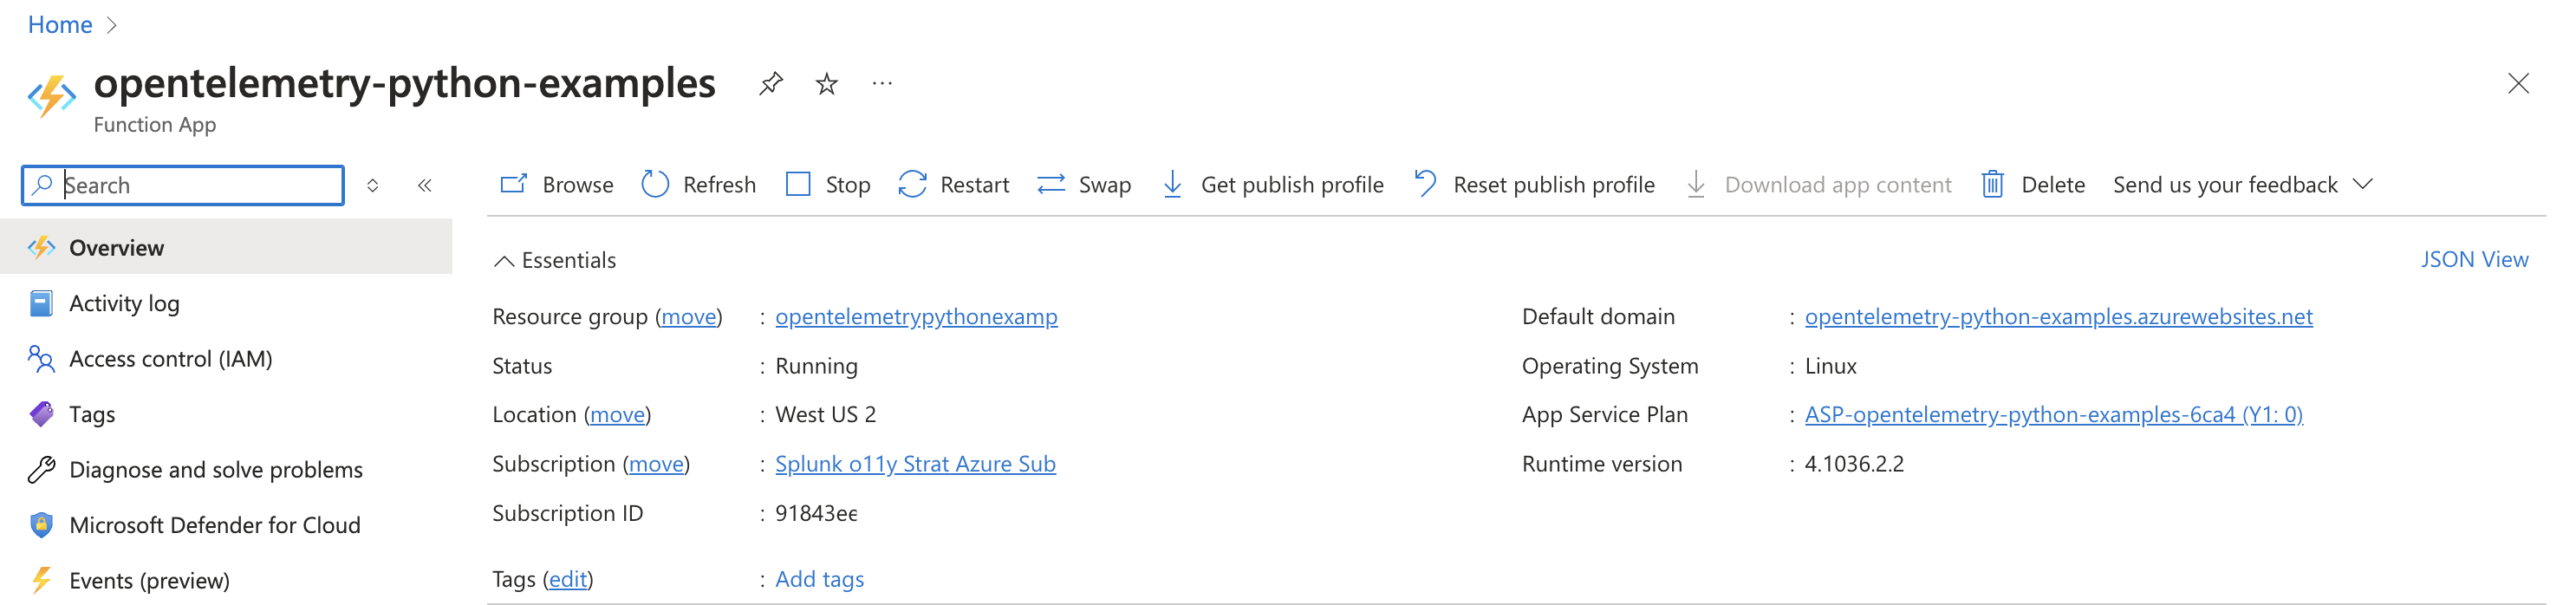 Home
opentelemetry-python-examples
Function App
Search
Browse Refresh Stop Restart Swap Get publish profile Reset publish profile Download app content Delete Send us your feedback
Overview
Activity log
Access control (IAM)
Tags
Diagnose and solve problems
Microsoft Defender for Cloud
Events (preview)
Essentials
JSON View
Resource group (move) : opentelemetrypythonexamp
Status : Running
Location (move) : West US 2
Subscription (move) : Splunk o11y Strat Azure Sub
Subscription ID : 91843ee
Tags (edit) : Add tags
Default domain : opentelemetry-python-examples.azurewebsites.net
Operating System : Linux
App Service Plan : ASP-opentelemetry-python-examples-6ca4 (Y1: 0)
Runtime version : 4.1036.2.2